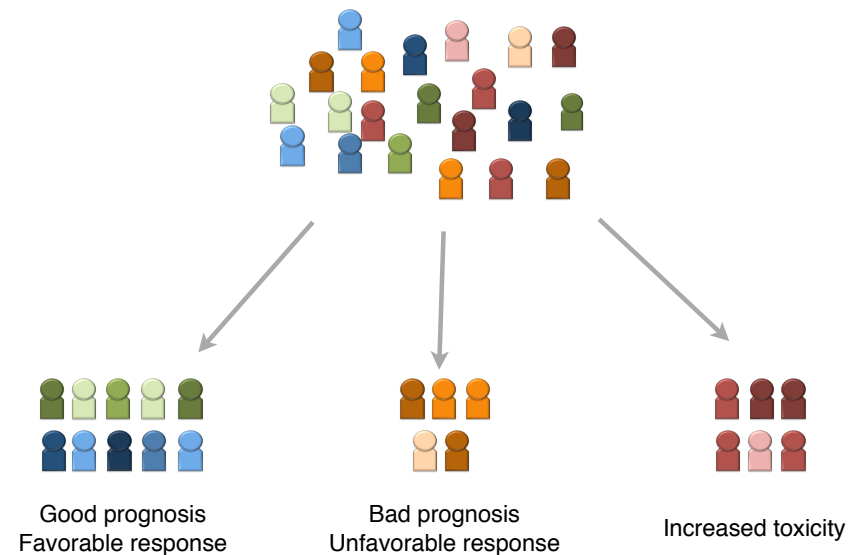 Good prognosis
Favorable response
Bad prognosis
Unfavorable response
Increased toxicity